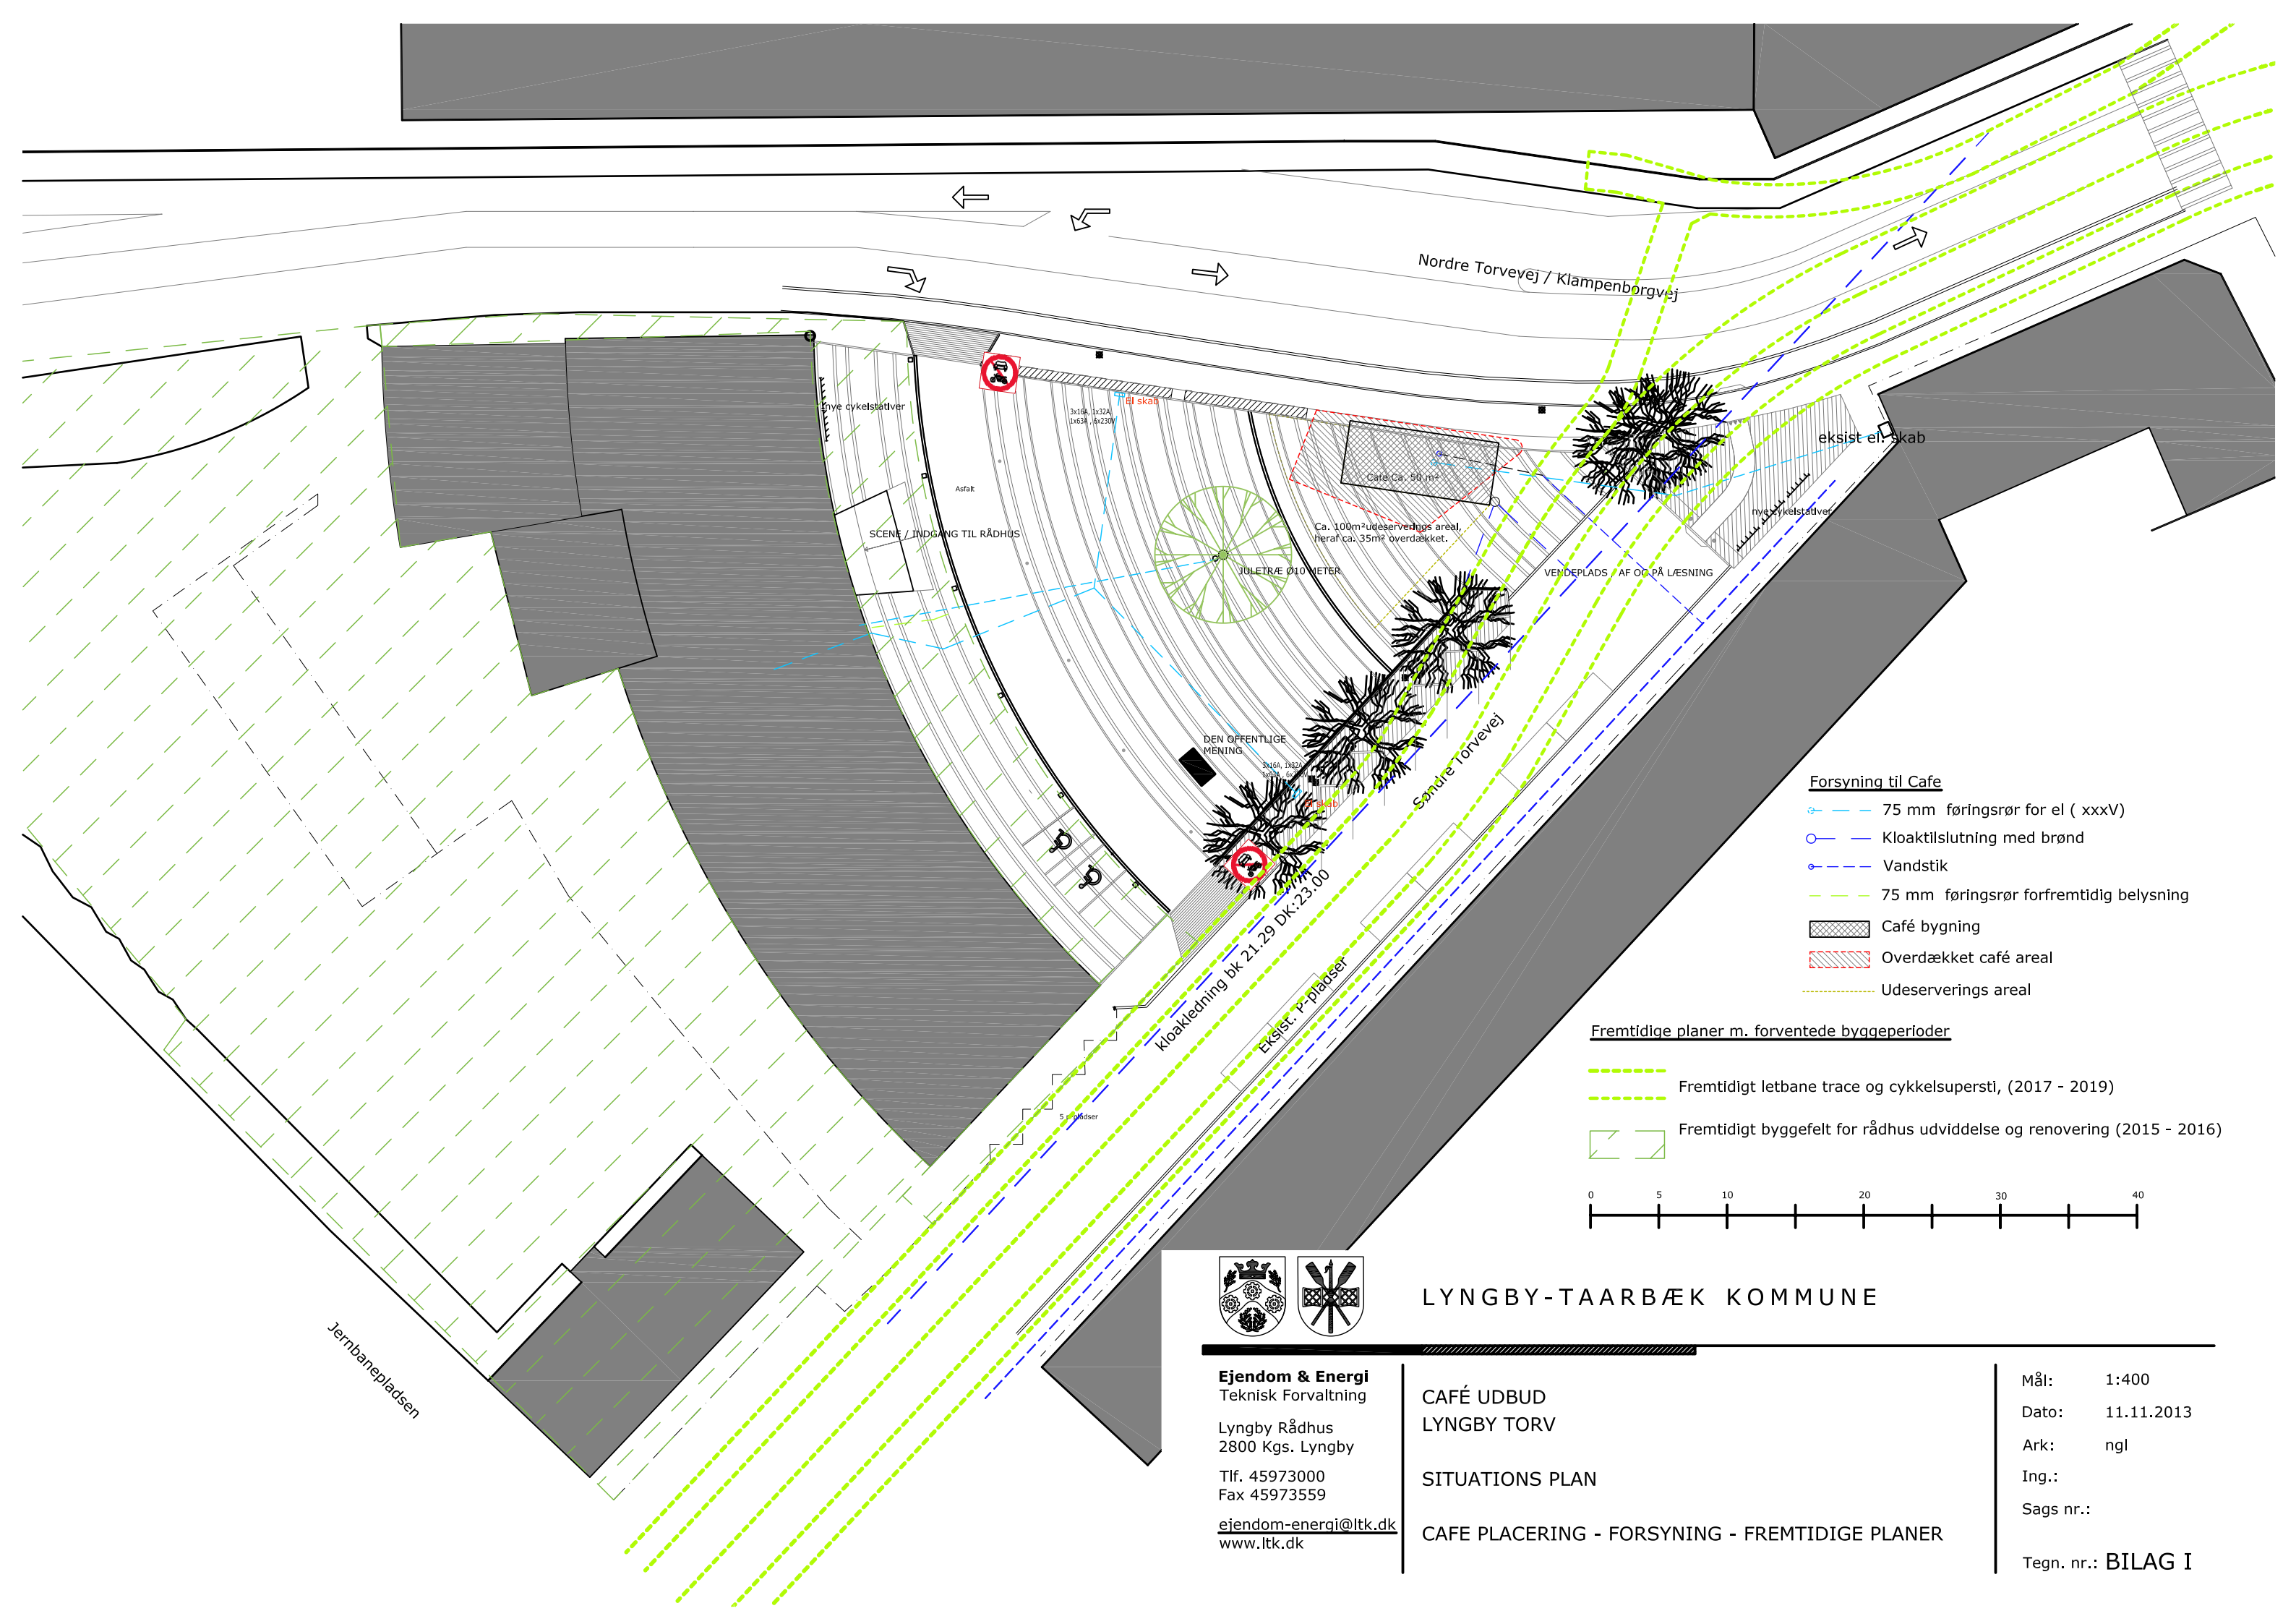 Nordre Torvevej / Klampenborgvej
nye cykelstativer
El skab
3x16A, 1x32A,
1x63A , 6x230V
eksist el. skab
Café Ca. 50 m²
Asfalt
nye cykelstativer
SCENE / INDGANG TIL RÅDHUS
Ca. 100m²udeserverings areal,
heraf ca. 35m² overdækket.
JULETRÆ Ø10 METER
VENDEPLADS / AF OG PÅ LÆSNING
DEN OFFENTLIGE
MENING
3x16A, 1x32A,
El skab
Søndre Torvevej
kloakledning bk 21.29 DK:23.00
Eksist. P-pladser
Jernbanepladsen
Forsyning til Cafe
75 mm føringsrør for el ( xxxV)
Kloaktilslutning med brønd
Vandstik
75 mm føringsrør forfremtidig belysning
Café bygning
Overdækket café areal
Udeserverings areal
Fremtidige planer m. forventede byggeperioder
Fremtidigt letbane trace og cykkelsupersti, (2017 - 2019)
Fremtidigt byggefelt for rådhus udviddelse og renovering (2015 - 2016)
0 5 10 20 30 40
LYNGBY-TAARBÆK KOMMUNE
Ejendom & Energi
Teknisk Forvaltning
Lyngby Rådhus
2800 Kgs. Lyngby
Tlf. 45973000
Fax 45973559
ejendom-energi@ltk.dk
www.ltk.dk
CAFÉ UDBUD
LYNGBY TORV
SITUATIONS PLAN
CAFE PLACERING - FORSYNING - FREMTIDIGE PLANER
Mål: 1:400
Dato: 11.11.2013
Ark: ngl
Ing.:
Sags nr.:
Tegn. nr.: BILAG I